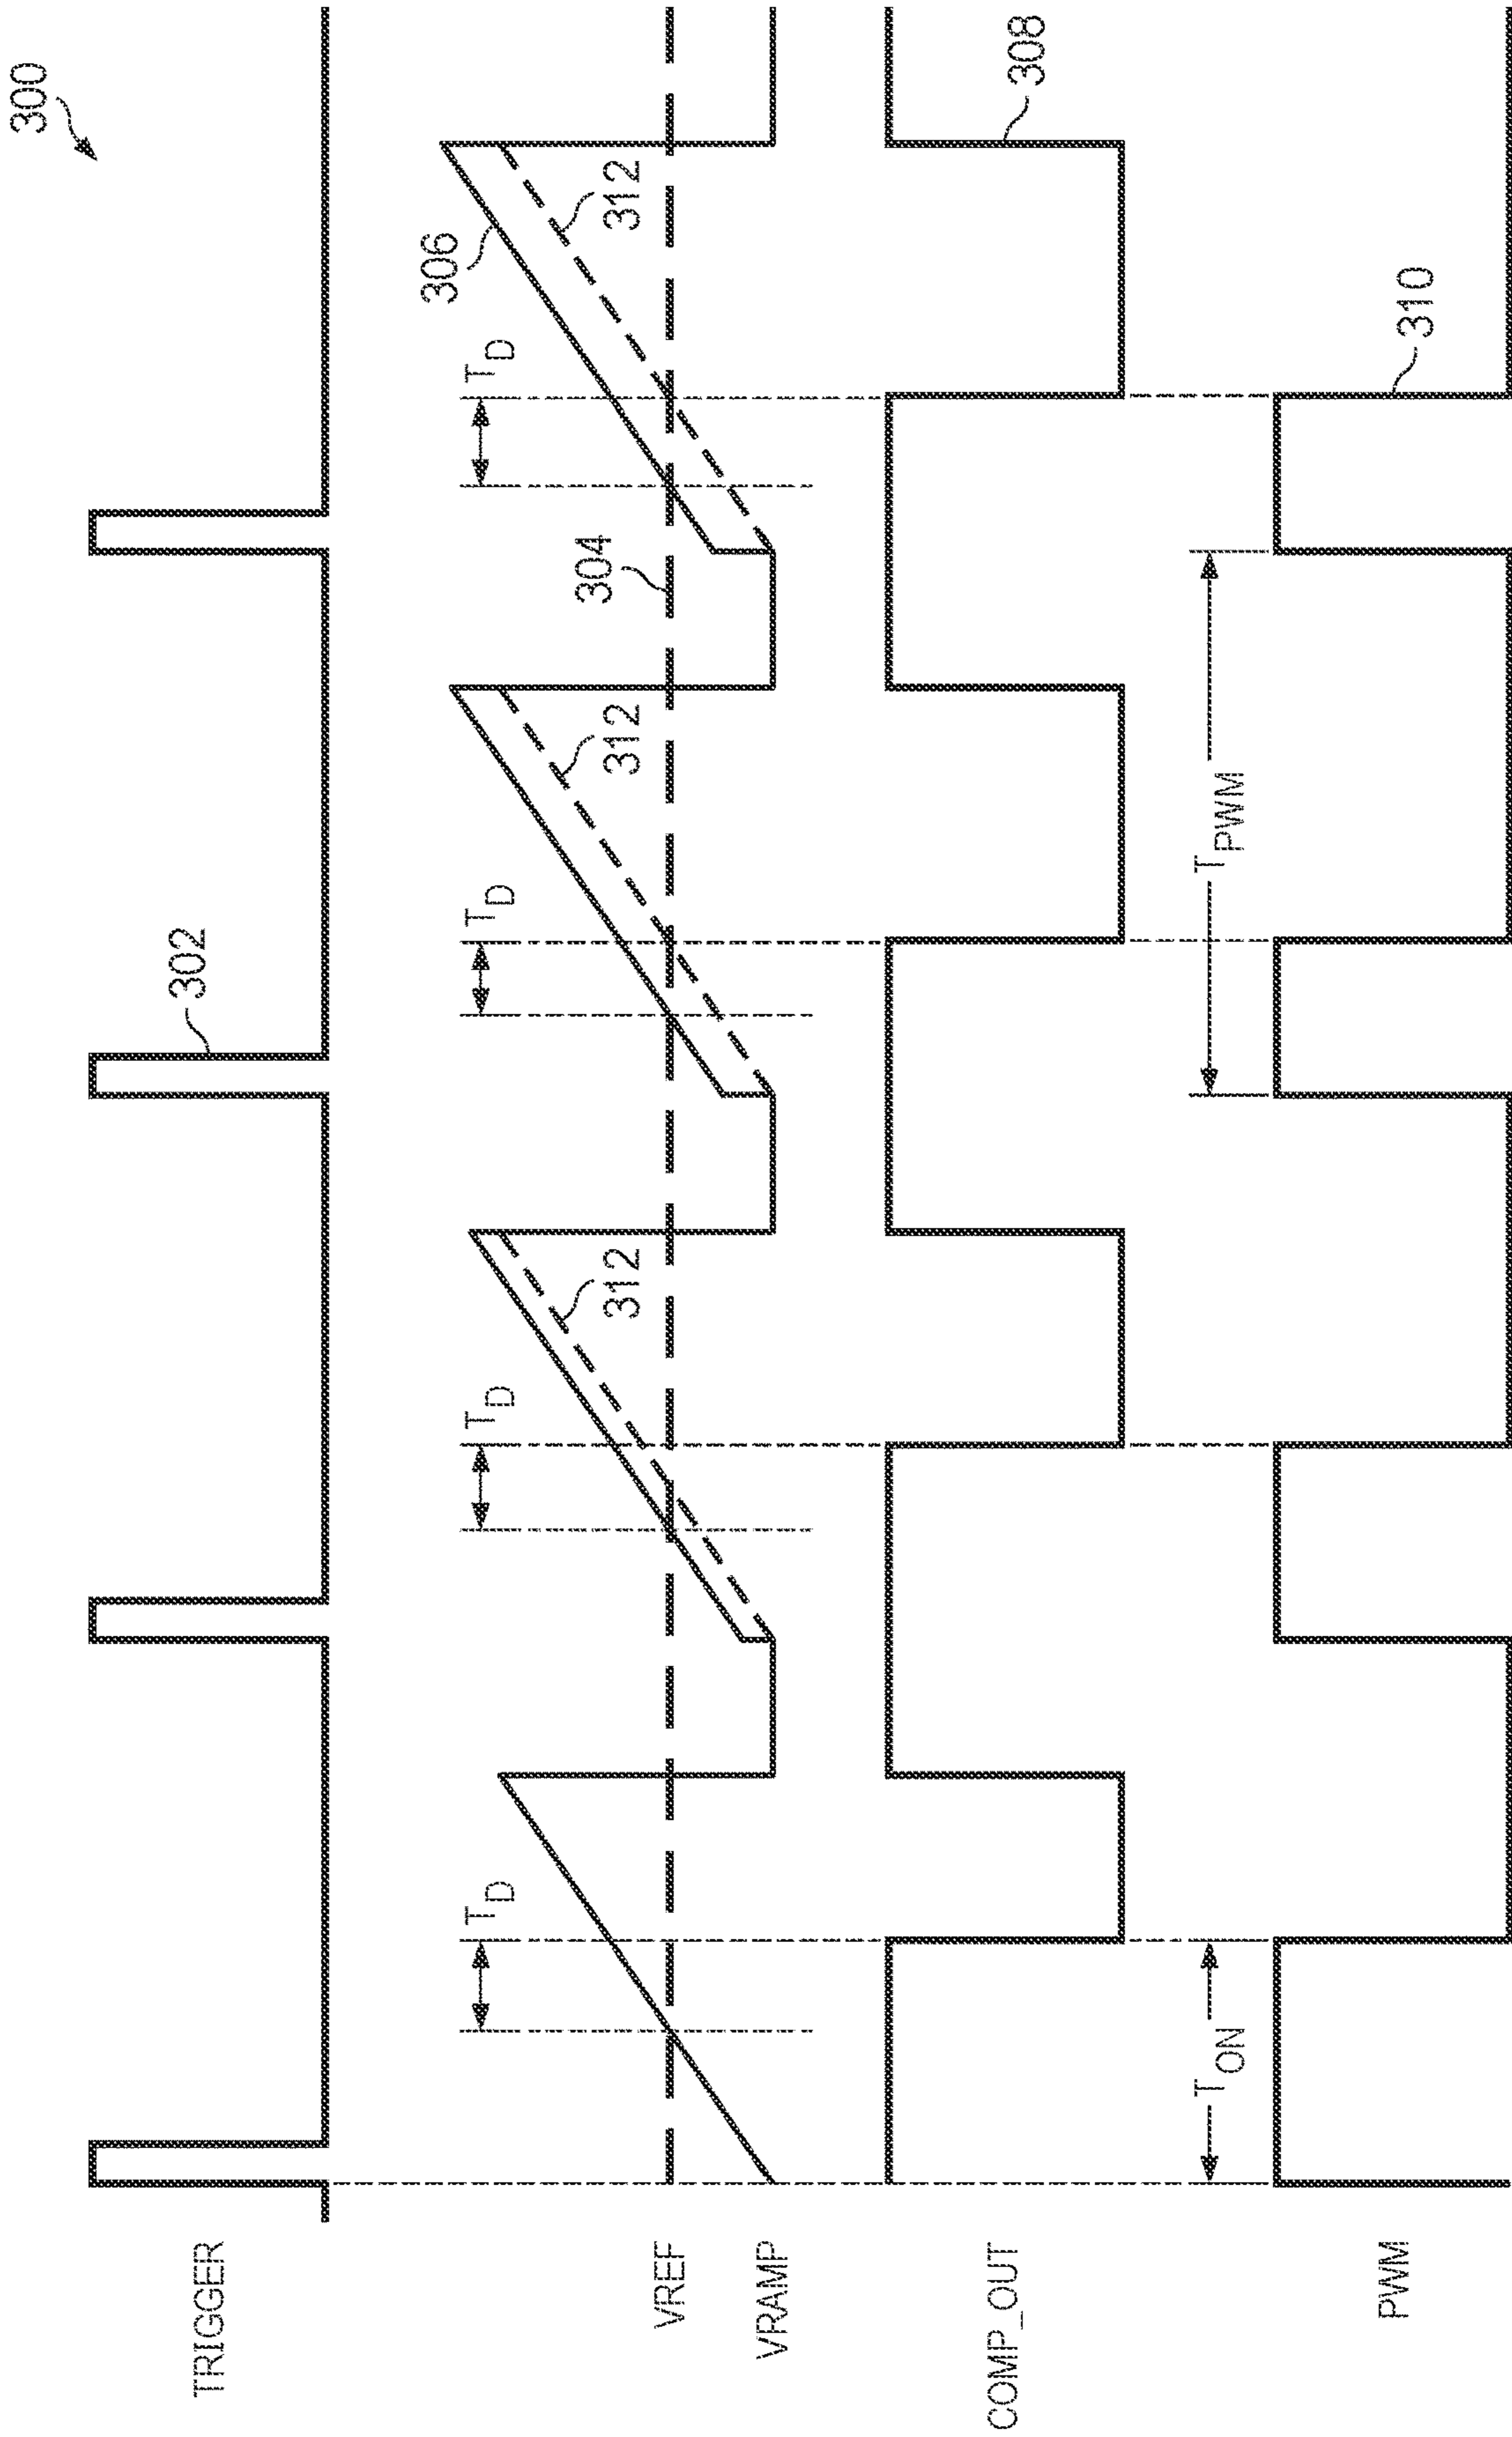 300
TRIGGER
302
VREF
VRAMP
T_D
T_D
T_D
T_D
304
306
312
312
312
COMP_OUT
308
T_ON
T_PWM
PWM
310